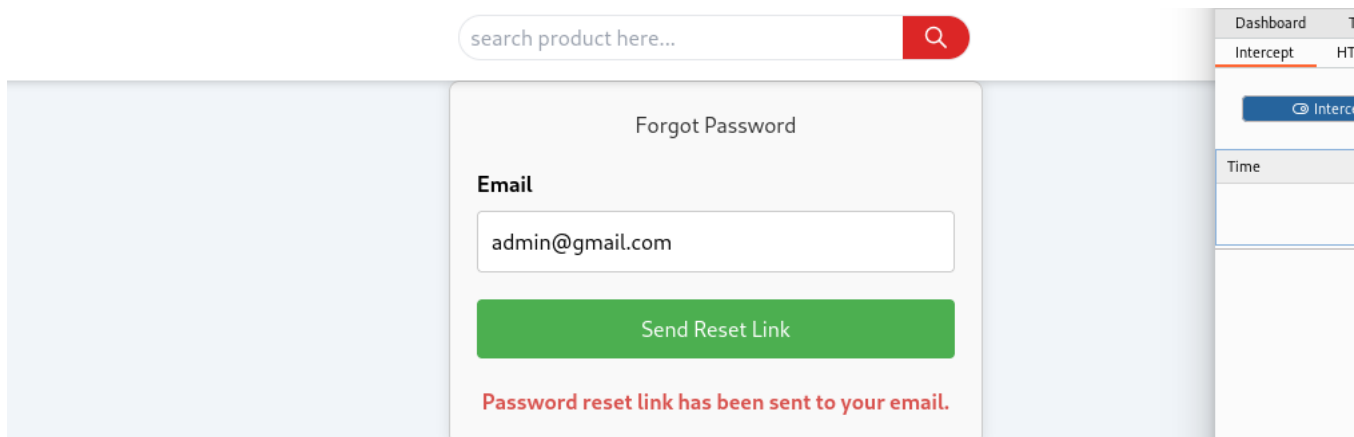 search product here...
Dashboard
Intercept
Forgot Password
Email
admin@gmail.com
Send Reset Link
Password reset link has been sent to your email.
Time